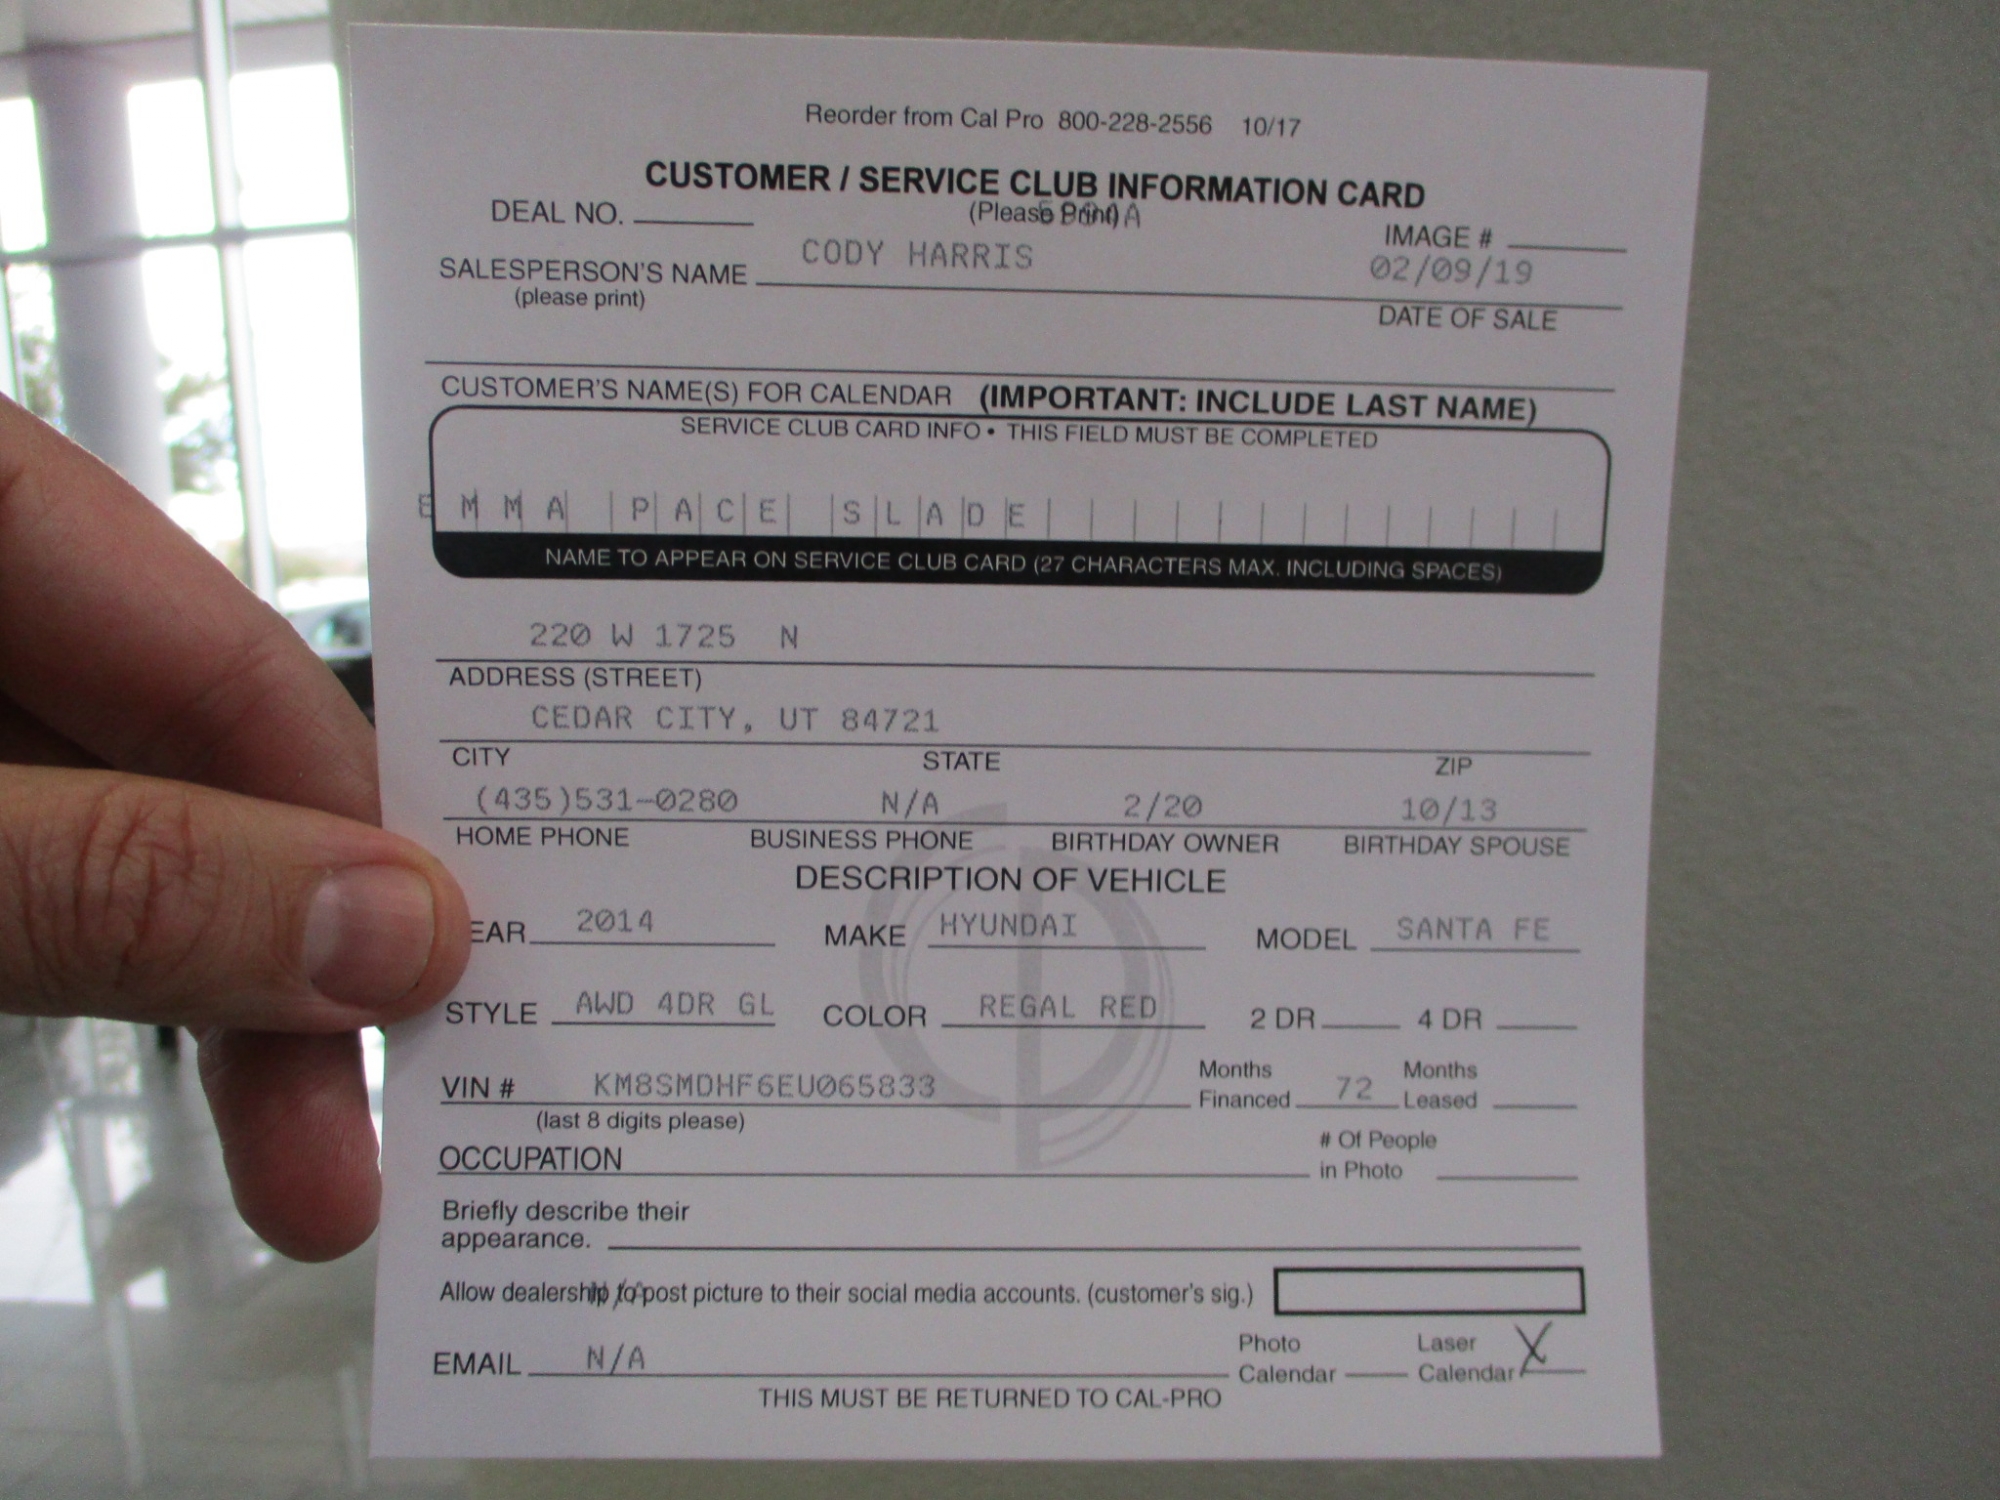 Reorder from Cal Pro 800-228-2556 10/17
CUSTOMER / SERVICE CLUB INFORMATION CARD
DEAL NO. (Please Print) IMAGE #
SALESPERSON'S NAME CODY HARRIS 02/09/19
(please print) DATE OF SALE
CUSTOMER'S NAME(S) FOR CALENDAR (IMPORTANT: INCLUDE LAST NAME)
SERVICE CLUB CARD INFO • THIS FIELD MUST BE COMPLETED
EMMA PACE SLADE
NAME TO APPEAR ON SERVICE CLUB CARD (27 CHARACTERS MAX. INCLUDING SPACES)
220 W 1725 N
ADDRESS (STREET)
CEDAR CITY, UT 84721
CITY STATE ZIP
(435)531-0280 N/A 2/20 10/13
HOME PHONE BUSINESS PHONE BIRTHDAY OWNER BIRTHDAY SPOUSE
DESCRIPTION OF VEHICLE
EAR 2014 MAKE HYUNDAI MODEL SANTA FE
STYLE AWD 4DR GL COLOR REGAL RED 2 DR 4 DR
VIN # KM8SMDHF6EU065833 Months Financed 72 Months Leased
(last 8 digits please)
OCCUPATION # Of People in Photo
Briefly describe their
appearance.
Allow dealership to post picture to their social media accounts. (customer's sig.)
N/A
EMAIL N/A Photo Calendar Laser Calendar X
THIS MUST BE RETURNED TO CAL-PRO